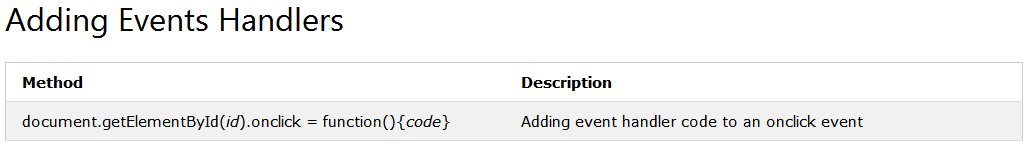 Adding Events Handlers
Method Description
document.getElementById(id).onclick = function(){code} Adding event handler code to an onclick event